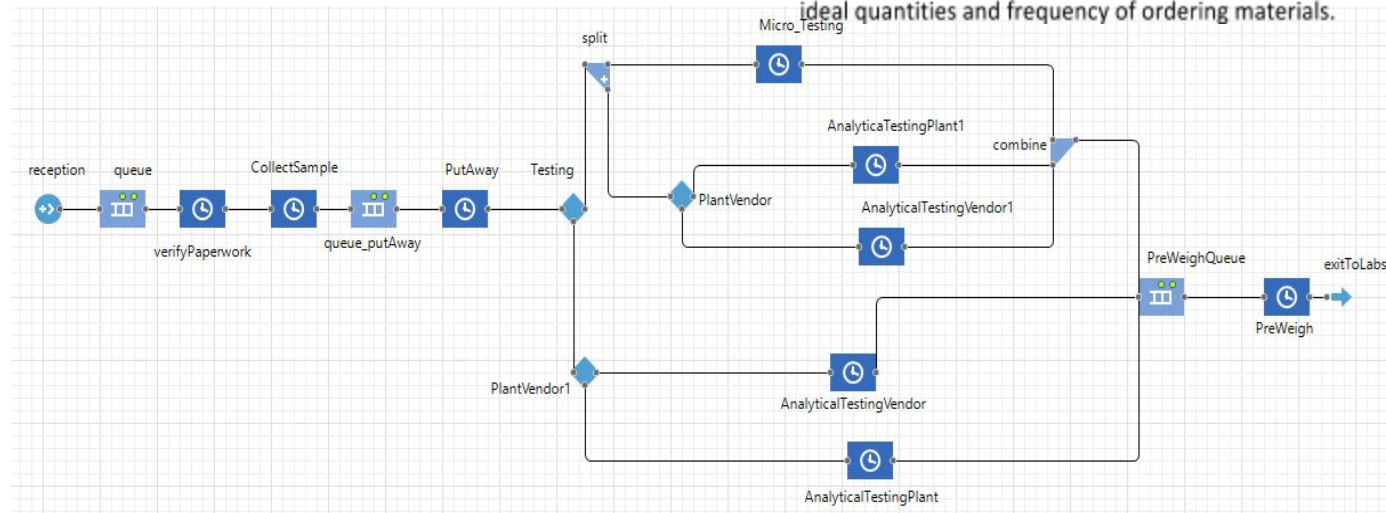 ideal quantities and frequency of ordering materials.
Micro_Testing
split
AnalyticaTestingPlant1
combine
reception
queue
CollectSample
PutAway
Testing
PlantVendor
AnalyticalTestingVendor1
verifyPaperwork
queue_putAway
PreWeighQueue
exitToLabs
PreWeigh
PlantVendor1
AnalyticalTestingVendor
AnalyticalTestingPlant